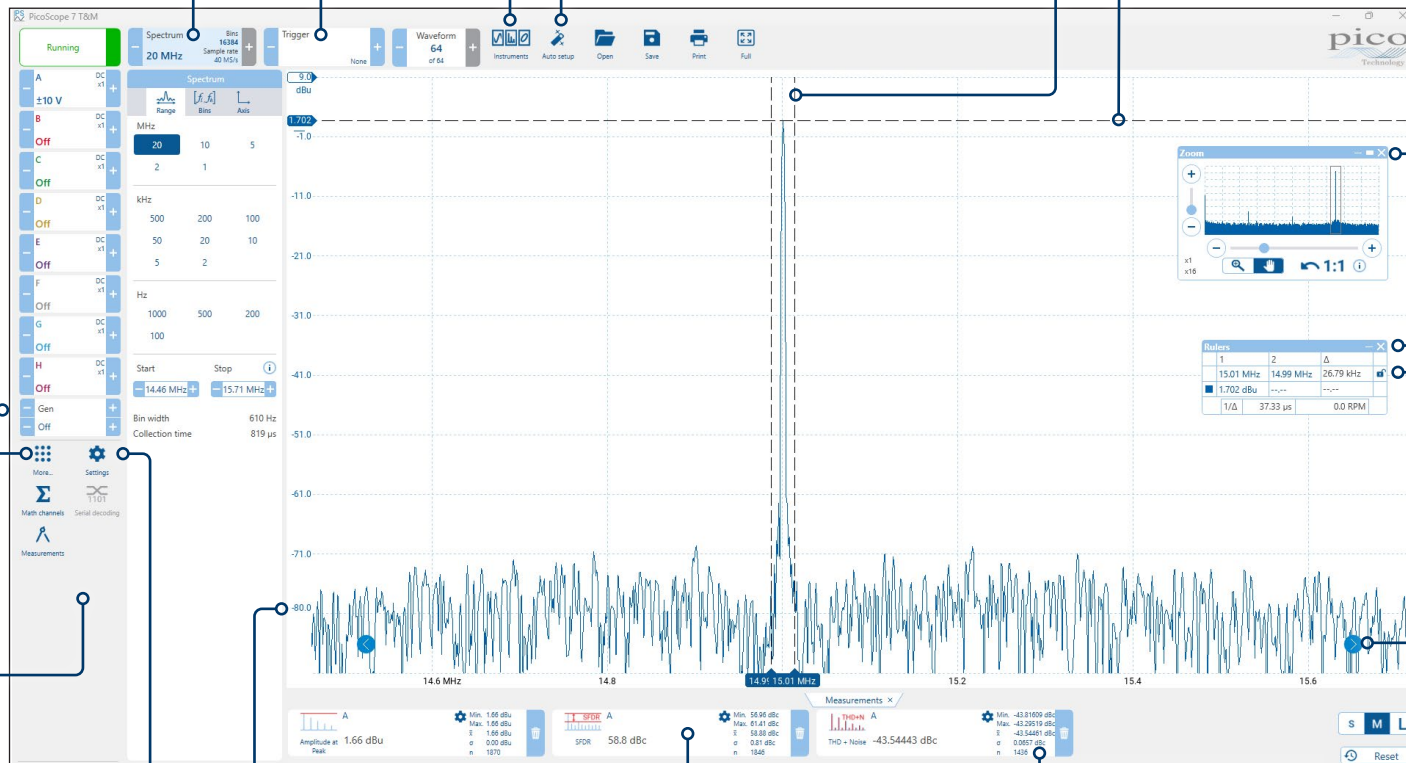 PicoScope 7 T&M
Running
Spectrum
20 MHz
Bins
16384
Sample rate
40 MS/s
Trigger
None
Waveform
64
of 64
Instruments
Auto setup
Open
Save
Print
Full
pico
Technology
A
DC
x1
±10 V
B
DC
x1
Off
C
DC
x1
Off
D
DC
x1
Off
E
DC
x1
Off
F
DC
x1
Off
G
DC
x1
Off
H
DC
x1
Off
Gen
Off
More...
Settings
Math channels
Serial decoding
Measurements
Spectrum
Range
Bins
Axis
MHz
20 10 5
2 1
kHz
500 200 100
50 20 10
5 2
Hz
1000 500 200
100
Start Stop
14.46 MHz 15.71 MHz
Bin width 610 Hz
Collection time 819 µs
9.0
dBu
1.702
-1.0
-11.0
-21.0
-31.0
-41.0
-51.0
-61.0
-71.0
-80.0
14.6 MHz
14.8
15.01 MHz
15.2
15.4
15.6
Zoom
x1
x16
1:1
Rulers
1 2 Δ
15.01 MHz 14.99 MHz 26.79 kHz
1.702 dBu --.-- --.--
1/Δ 37.33 µs 0.0 RPM
Measurements ×
A
Amplitude at Peak 1.66 dBu
Min. 1.66 dBu
Max. 1.66 dBu
x̄ 1.66 dBu
σ 0.00 dBu
n 1870
SFDR A
SFDR 58.8 dBc
Min. 56.96 dBc
Max. 61.41 dBc
x̄ 58.88 dBc
σ 0.81 dBc
n 1846
THD+N A
THD + Noise -43.54443 dBc
Min. -43.81609 dBc
Max. -43.29519 dBc
x̄ -43.54461 dBc
σ 0.0657 dBc
n 1436
S M L
Reset